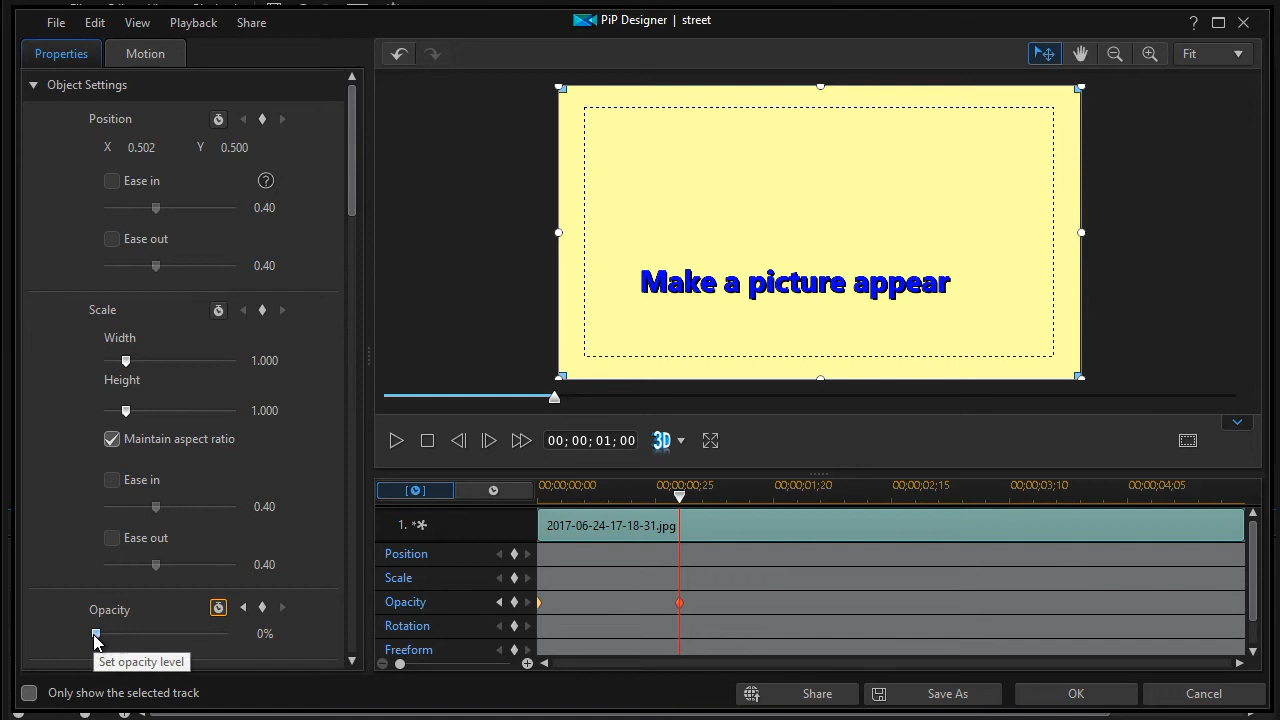 File Edit View Playback Share
PiP Designer | street
?
Properties Motion
Fit
Object Settings
Position
X 0.502 Y 0.500
Ease in ?
0.40
Ease out
0.40
Scale
Width
1.000
Height
1.000
Maintain aspect ratio
Ease in
0.40
Ease out
0.40
Opacity
0%
Set opacity level
Make a picture appear
00;00;01;00 3D
00;00;00;00 00;00;00;25 00;00;01;20 00;00;02;15 00;00;03;10 00;00;04;05
1. 2017-06-24-17-18-31.jpg
Position
Scale
Opacity
Rotation
Freeform
Only show the selected track
Share Save As OK Cancel